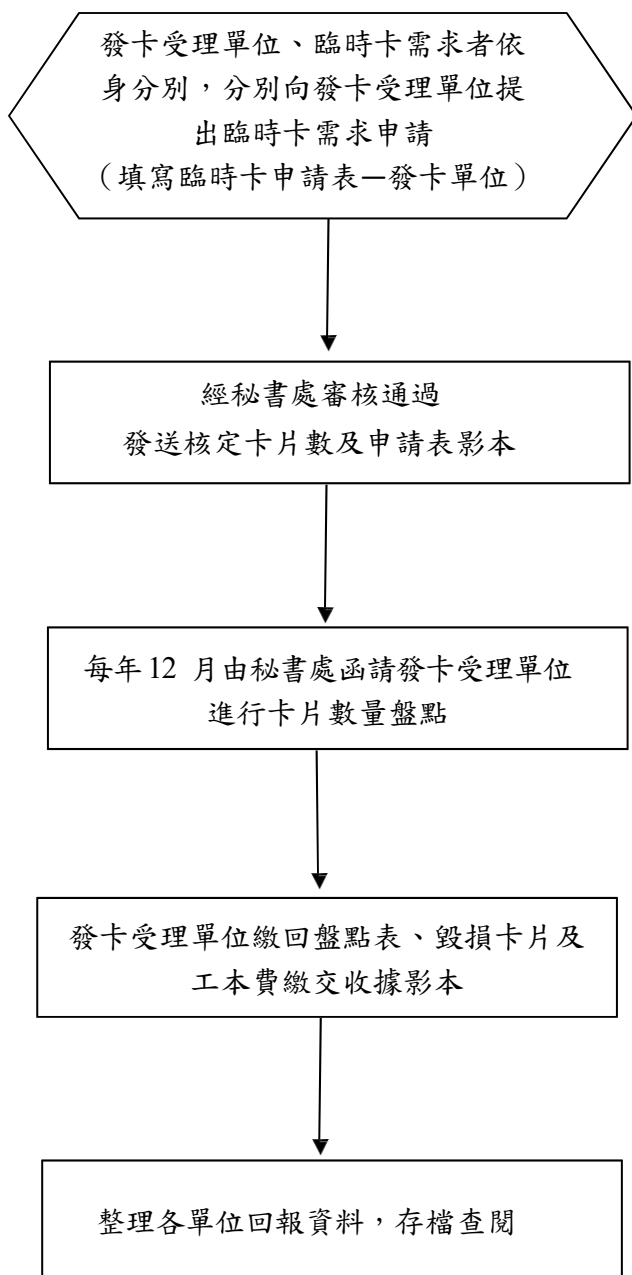 發卡受理單位、臨時卡需求者依
身分別，分別向發卡受理單位提
出臨時卡需求申請
（填寫臨時卡申請表—發卡單位）
經秘書處審核通過
發送核定卡片數及申請表影本
每年 12 月由秘書處函請發卡受理單位
進行卡片數量盤點
發卡受理單位繳回盤點表、毀損卡片及
工本費繳交收據影本
整理各單位回報資料，存檔查閱